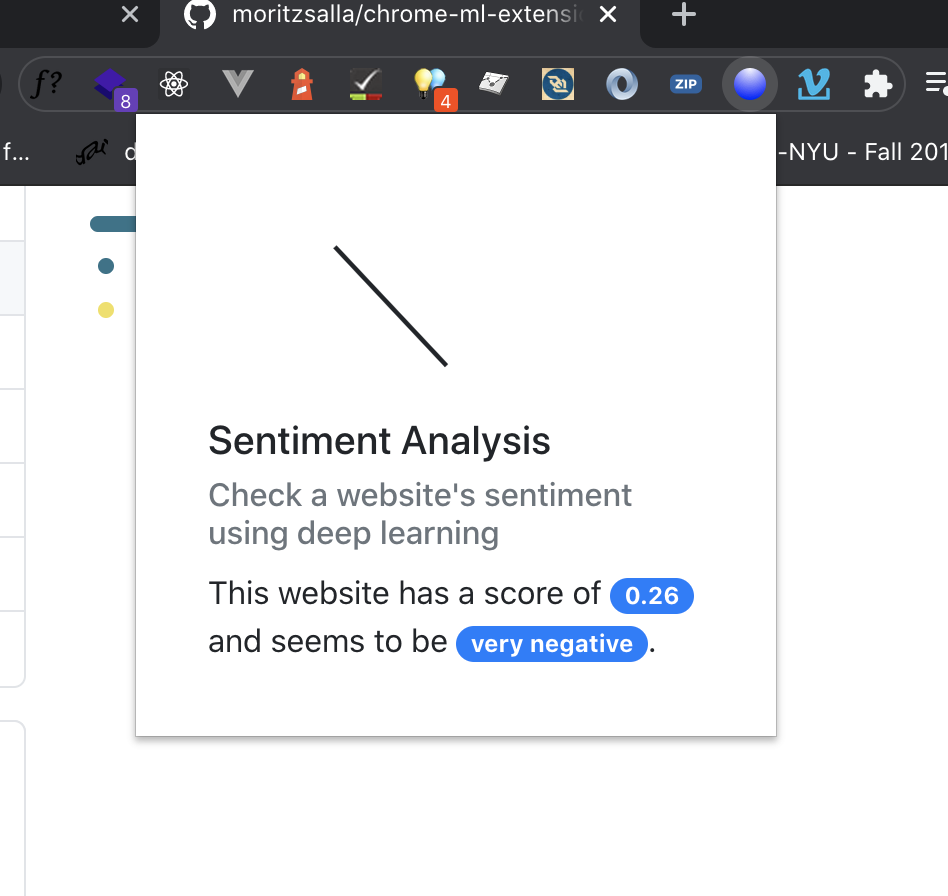 moritzsalla/chrome-ml-extensi
f?
8
4
ZIP
f...
d
-NYU - Fall 201
Sentiment Analysis
Check a website's sentiment
using deep learning
This website has a score of 0.26
and seems to be very negative.